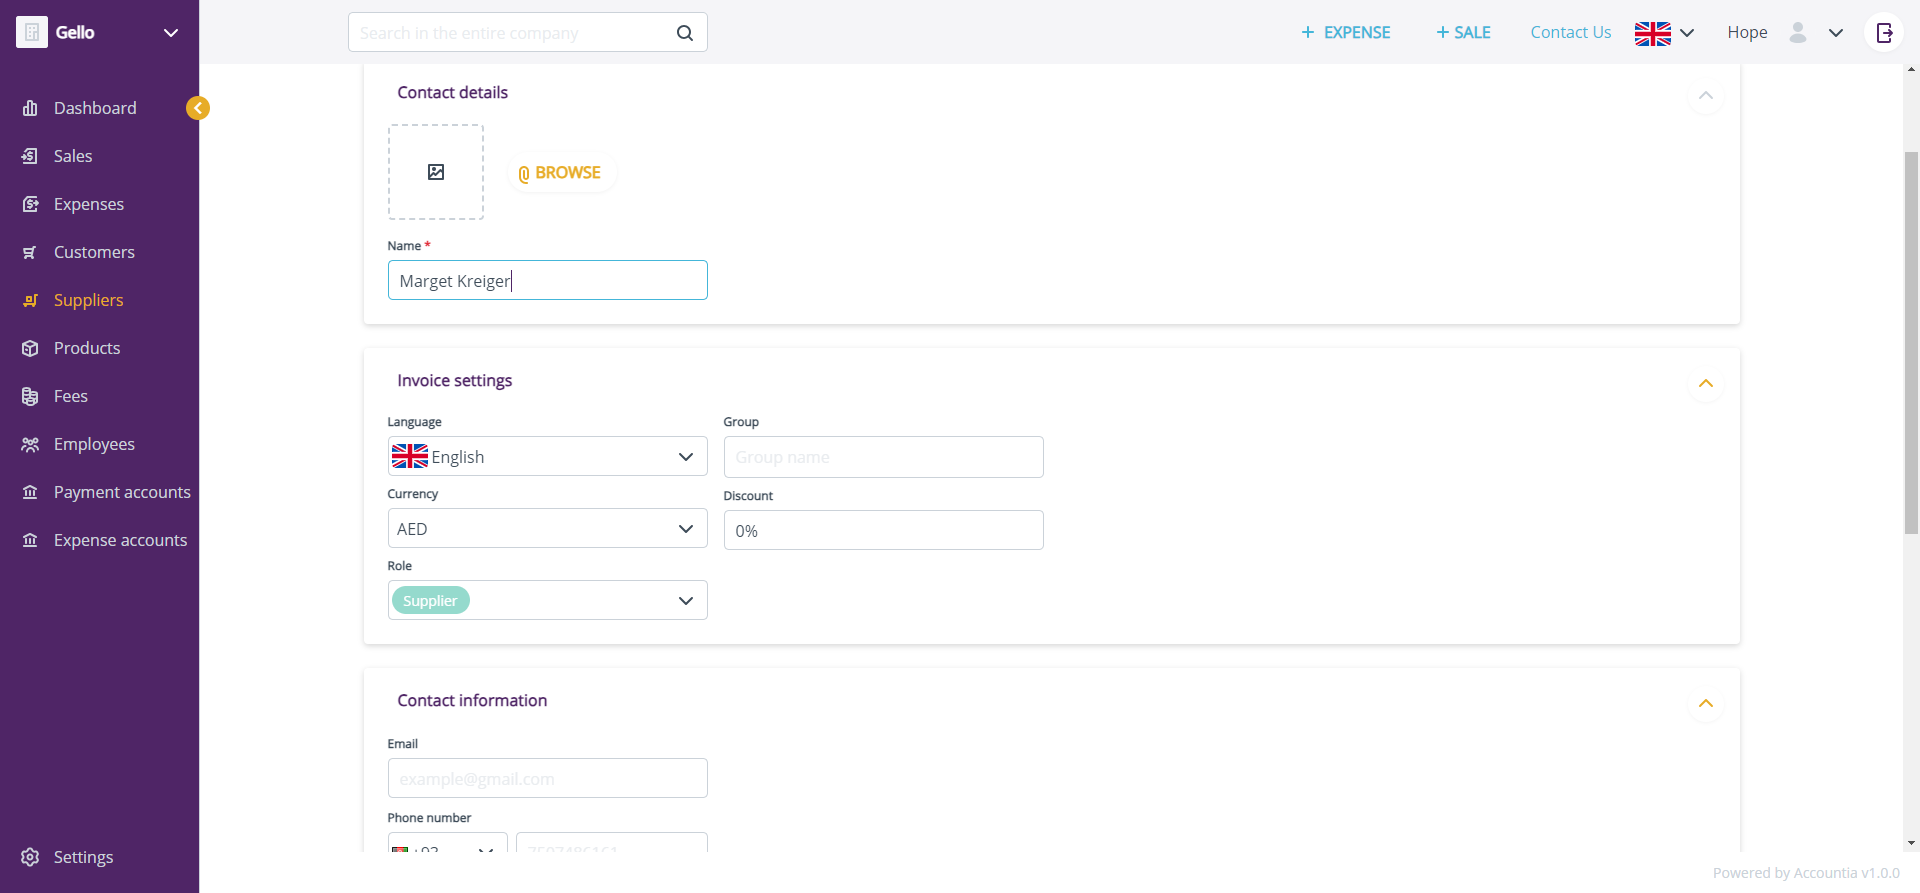 Gello
Search in the entire company
+ EXPENSE
+ SALE
Contact Us
Hope
Dashboard
Sales
Expenses
Customers
Suppliers
Products
Fees
Employees
Payment accounts
Expense accounts
Settings
Contact details
BROWSE
Name *
Marget Kreiger
Invoice settings
Language
English
Group
Group name
Currency
AED
Discount
0%
Role
Supplier
Contact information
Email
example@gmail.com
Phone number
+93
7507486161
Powered by Accountia v1.0.0